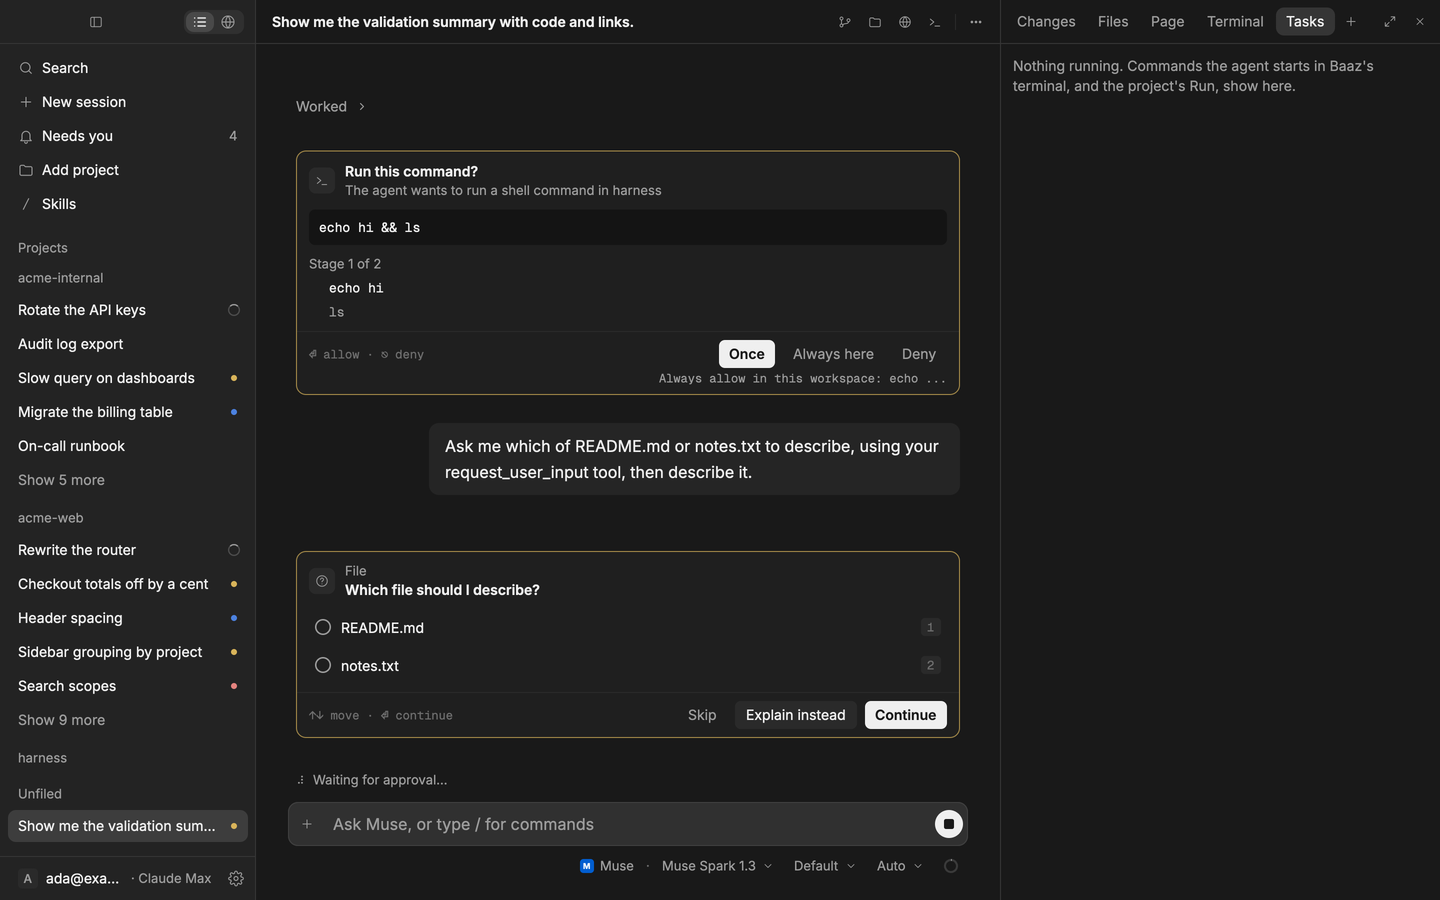 Search
New session
Needs you 4
Add project
Skills
Projects
acme-internal
Rotate the API keys
Audit log export
Slow query on dashboards
Migrate the billing table
On-call runbook
Show 5 more
acme-web
Rewrite the router
Checkout totals off by a cent
Header spacing
Sidebar grouping by project
Search scopes
Show 9 more
harness
Unfiled
Show me the validation sum...
A ada@exa... · Claude Max
Show me the validation summary with code and links.
Worked
Run this command?
The agent wants to run a shell command in harness
echo hi && ls
Stage 1 of 2
echo hi
ls
allow · deny
Once Always here Deny
Always allow in this workspace: echo ...
Ask me which of README.md or notes.txt to describe, using your
request_user_input tool, then describe it.
File
Which file should I describe?
README.md 1
notes.txt 2
move · continue
Skip Explain instead Continue
Waiting for approval...
Ask Muse, or type / for commands
M Muse · Muse Spark 1.3 Default Auto
Changes Files Page Terminal Tasks
Nothing running. Commands the agent starts in Baaz's
terminal, and the project's Run, show here.